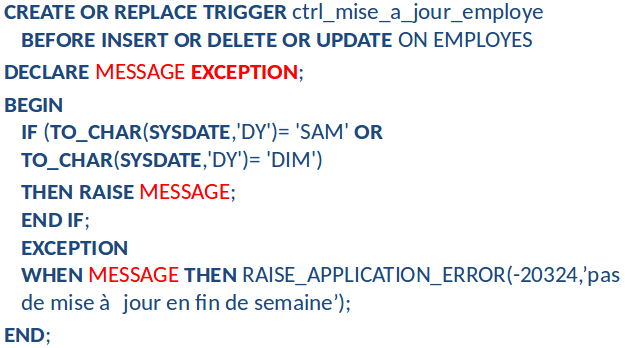 CREATE OR REPLACE TRIGGER ctrl_mise_a_jour_employe
BEFORE INSERT OR DELETE OR UPDATE ON EMPLOYES
DECLARE MESSAGE EXCEPTION;
BEGIN
IF (TO_CHAR(SYSDATE,'DY')= 'SAM' OR
TO_CHAR(SYSDATE,'DY')= 'DIM')
THEN RAISE MESSAGE;
END IF;
EXCEPTION
WHEN MESSAGE THEN RAISE_APPLICATION_ERROR(-20324,’pas
de mise à jour en fin de semaine’);
END;